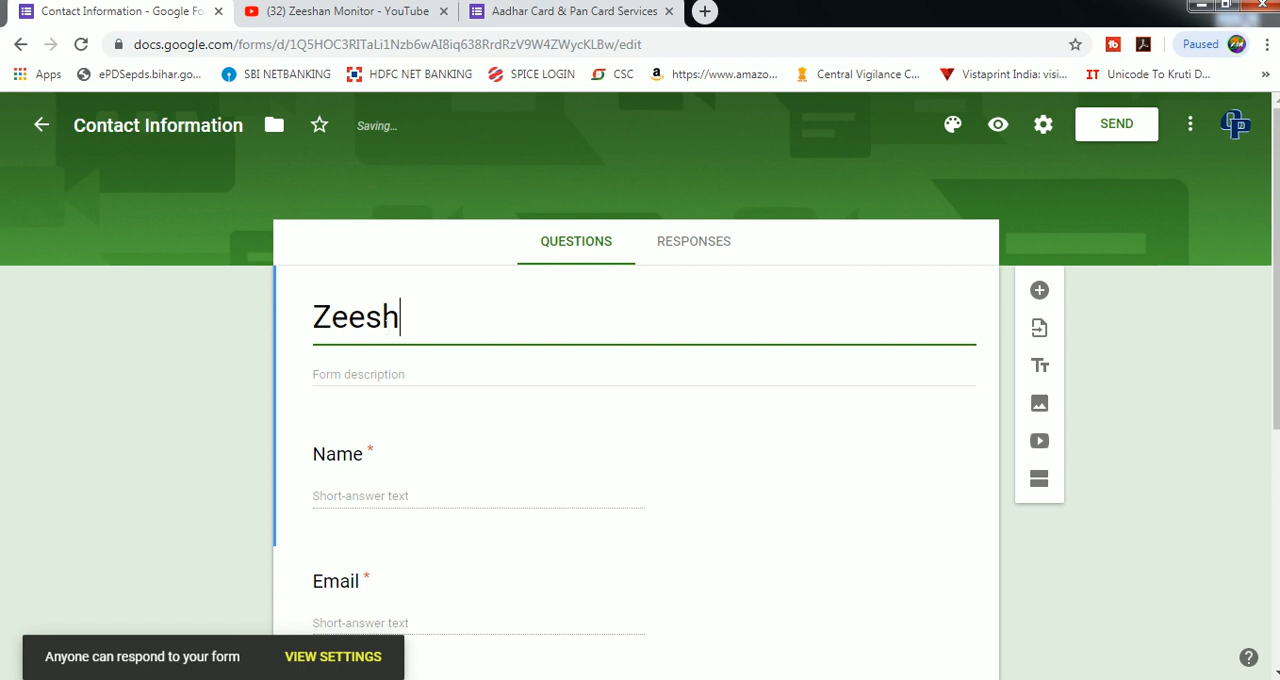 Contact Information - Google Fo
(32) Zeeshan Monitor - YouTube
Aadhar Card & Pan Card Services
docs.google.com/forms/d/1Q5HOC3RITaLi1Nzb6wAI8iq638RrdRzV9W4ZWycKLBw/edit
Paused
Apps
ePDSepds.bihar.go...
SBI NETBANKING
HDFC NET BANKING
SPICE LOGIN
CSC
https://www.amazo...
Central Vigilance C...
Vistaprint India: visi...
IT Unicode To Kruti D...
»
Contact Information
Saving...
SEND
QUESTIONS
RESPONSES
Zeesh
Form description
Name *
Short-answer text
Email *
Short-answer text
Anyone can respond to your form
VIEW SETTINGS